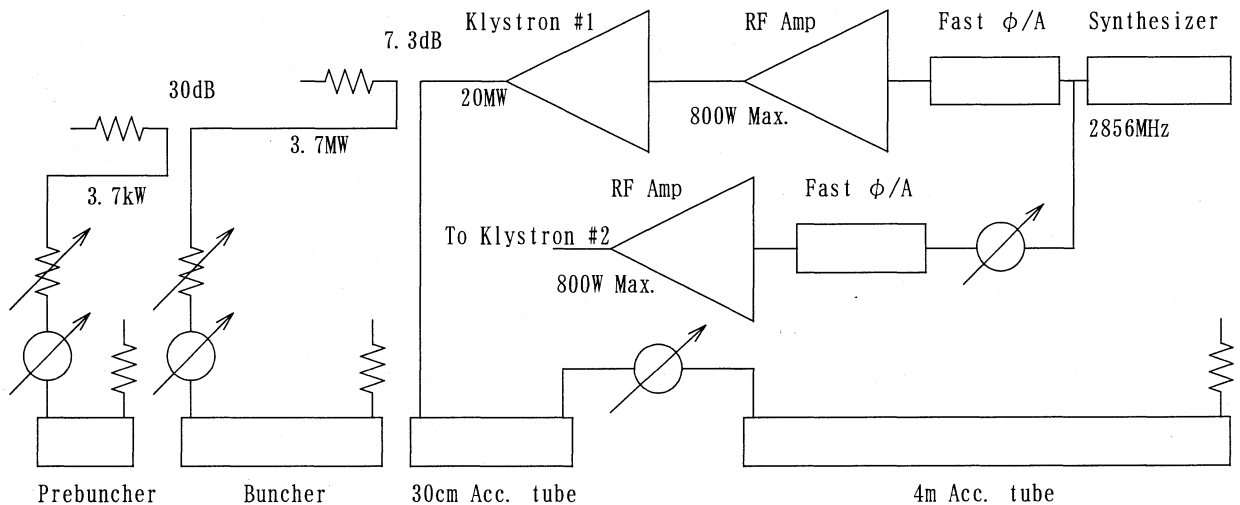 Klystron #1
RF Amp
Fast φ/A
Synthesizer
7.3dB
30dB
20MW
800W Max.
2856MHz
3.7MW
3.7kW
RF Amp
Fast φ/A
To Klystron #2
800W Max.
Prebuncher
Buncher
30cm Acc. tube
4m Acc. tube